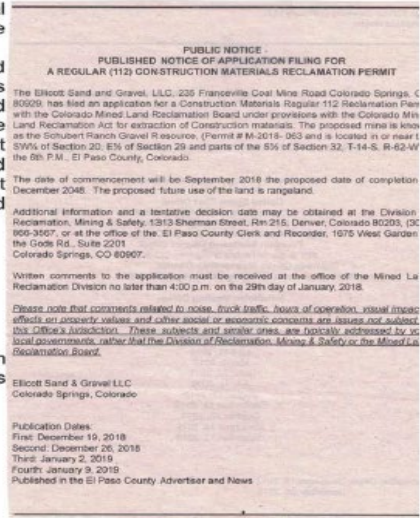 PUBLIC NOTICE -
PUBLISHED NOTICE OF APPLICATION FILING FOR
A REGULAR (112) CONSTRUCTION MATERIALS RECLAMATION PERMIT
The Ellicott Sand and Gravel, LLC, 235 Franceville Coal Mine Road Colorado Springs, C
80929, has filed an application for a Construction Materials Regular 112 Reclamation Per
with the Colorado Mined Land Reclamation Board under provisions with the Colorado Min
Land Reclamation Act for extraction of Construction materials. The proposed mine is know
as the Schubert Ranch Gravel Resource, (Permit # M-2018- 063 and is located in or near t
SW¼ of Section 20, E½ of Section 29 and parts of the 5½ of Section 32, T-14-S, R-62-W
the 6th P.M., El Paso County, Colorado.
The date of commencement will be September 2018 the proposed date of completion
December 2048. The proposed future use of the land is rangeland.
Additional information and a tentative decision date may be obtained at the Division
Reclamation, Mining & Safety, 1313 Sherman Street, Rm 215, Denver, Colorado 80203, (30
866-3567, or at the office of the. El Paso County Clerk and Recorder, 1675 West Garden
the Gods Rd., Suite 2201
Colorado Springs, CO 80907.
Written comments to the application must be received at the office of the Mined La
Reclamation Division no later than 4:00 p.m. on the 29th day of January, 2018.
Please note that comments related to noise, truck traffic, hours of operation, visual impac
effects on property values and other social or economic concerns are issues not subject
this Office's jurisdiction. These subjects and similar ones, are typically addressed by yo
local governments, rather that the Division of Reclamation, Mining & Safety or the Mined La
Reclamation Board.
Ellicott Sand & Gravel LLC
Colorado Springs, Colorado
Publication Dates:
First: December 19, 2018
Second: December 26, 2018
Third: January 2, 2019
Fourth: January 9, 2019
Published in the El Paso County Advertiser and News